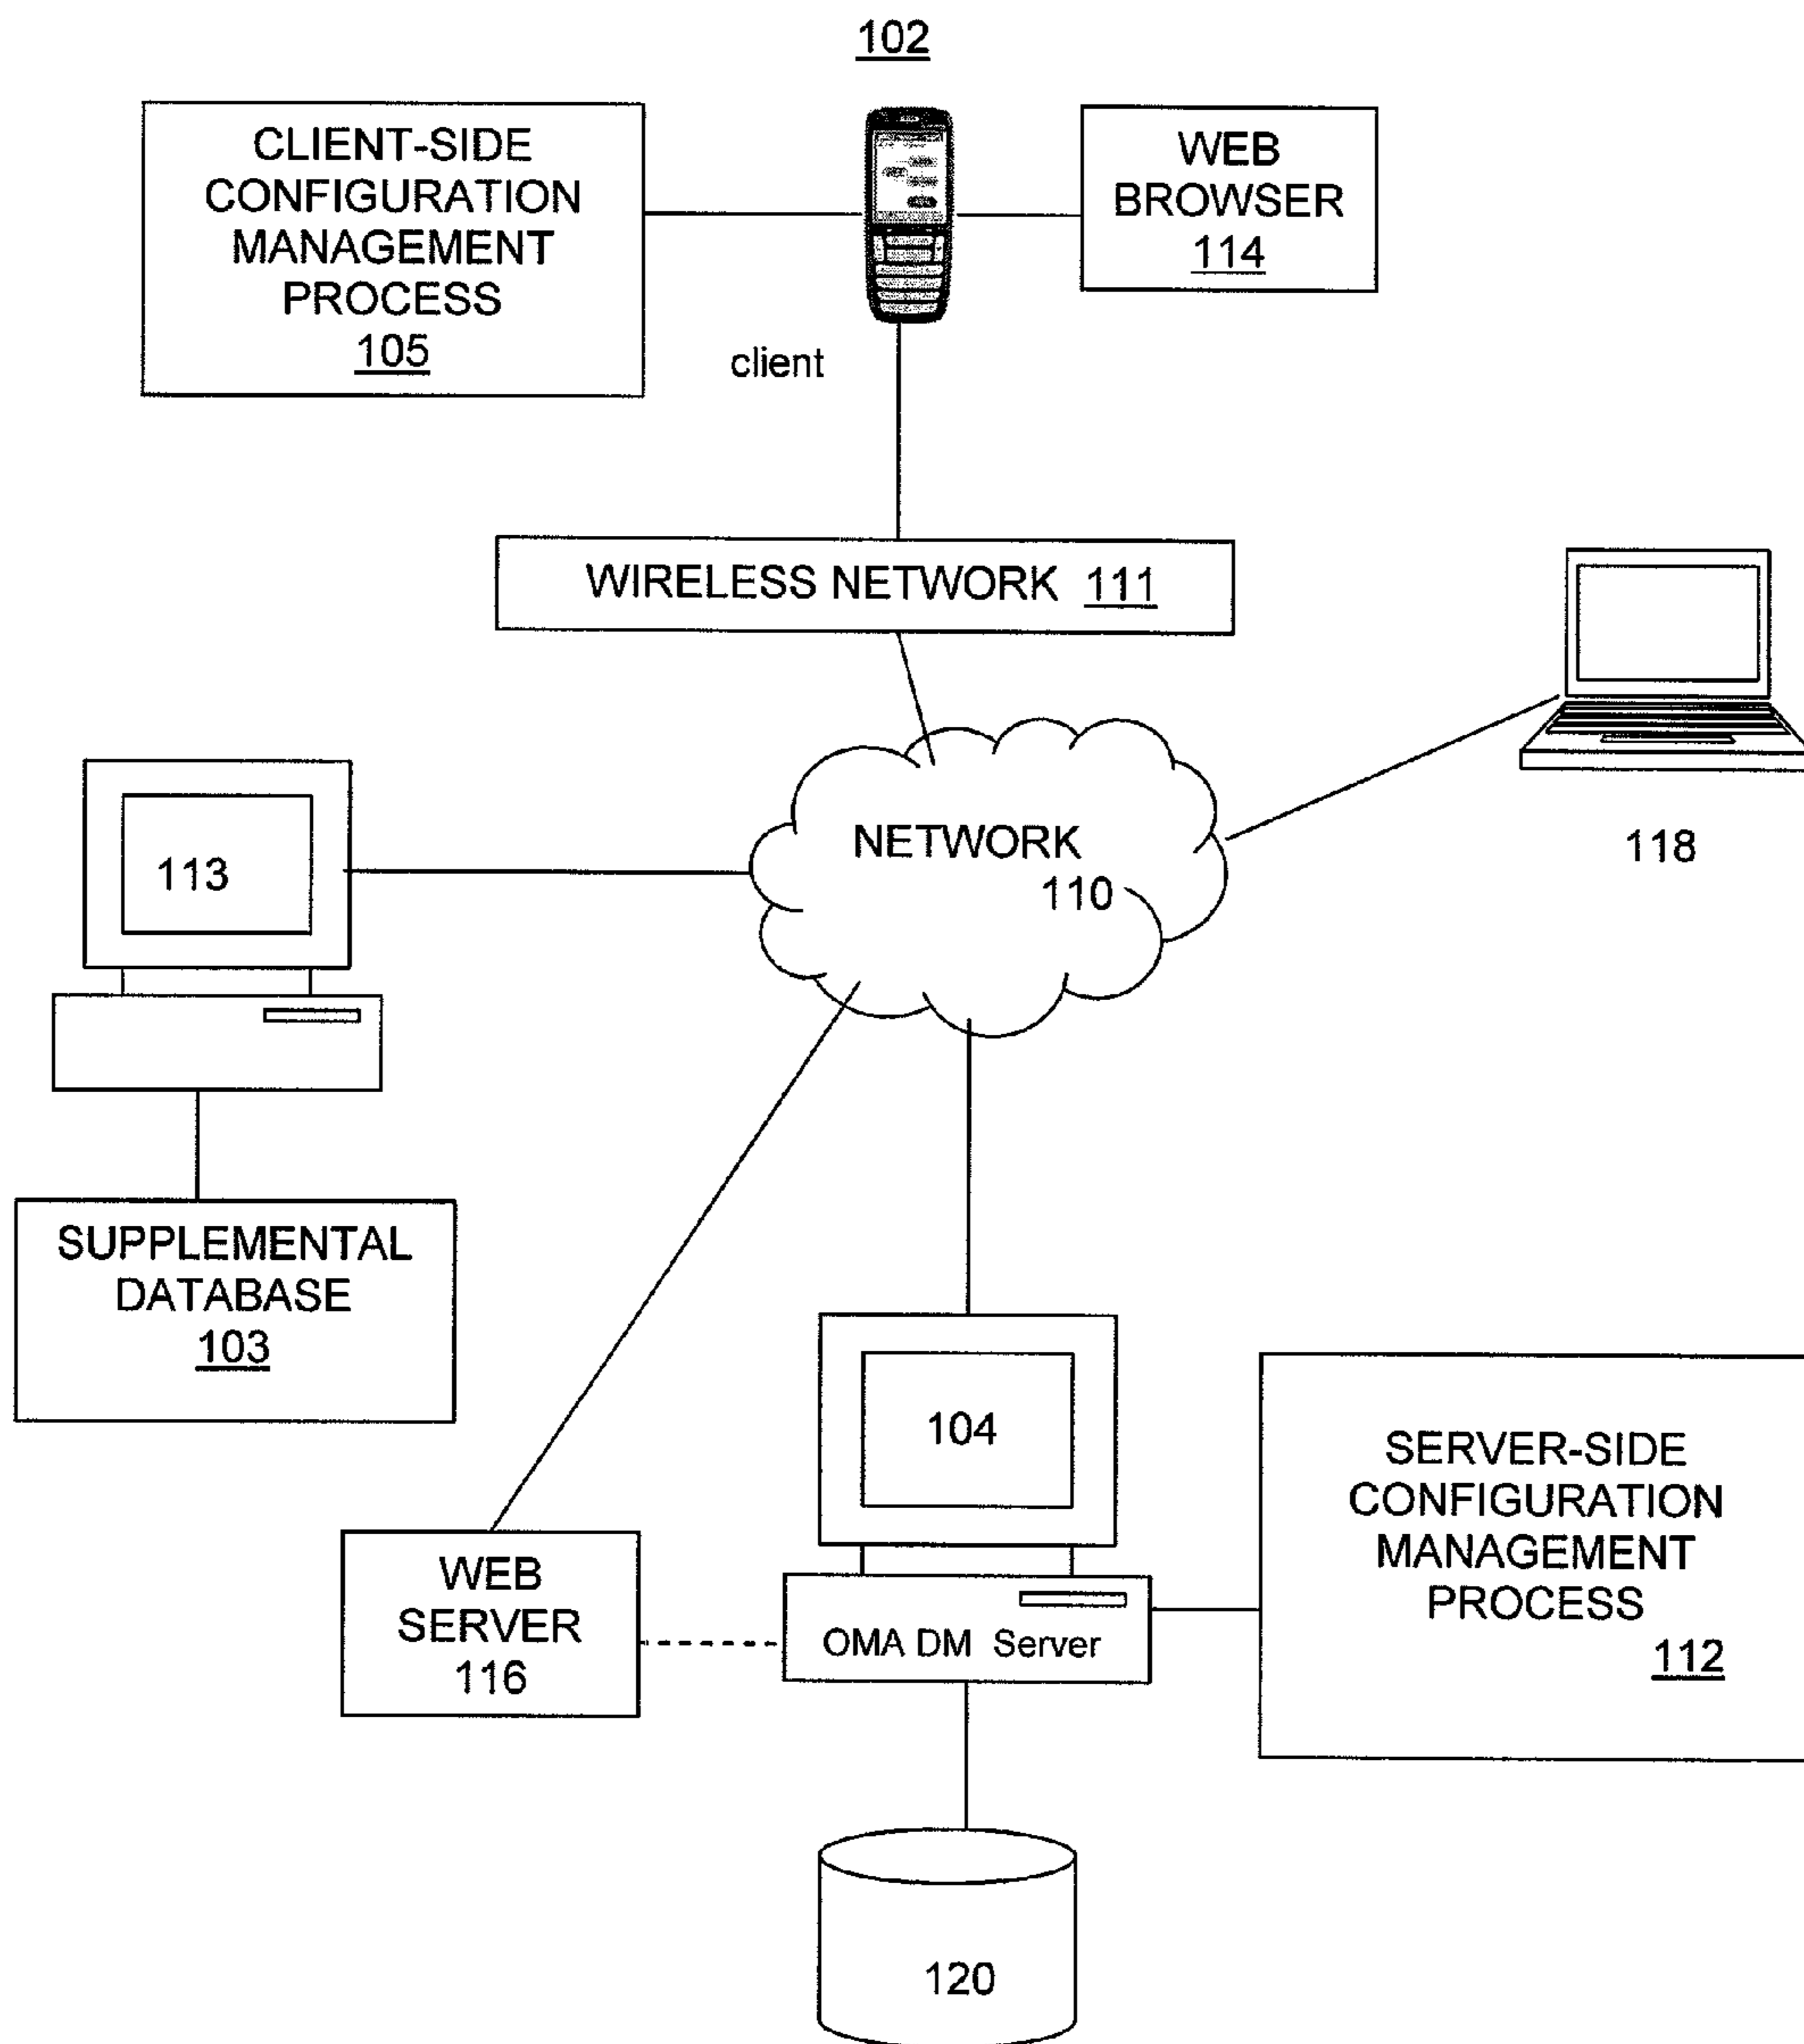 102
CLIENT-SIDE
CONFIGURATION
MANAGEMENT
PROCESS
105
WEB
BROWSER
114
client
WIRELESS NETWORK 111
NETWORK
110
118
113
SUPPLEMENTAL
DATABASE
103
104
OMA DM Server
SERVER-SIDE
CONFIGURATION
MANAGEMENT
PROCESS
112
WEB
SERVER
116
120